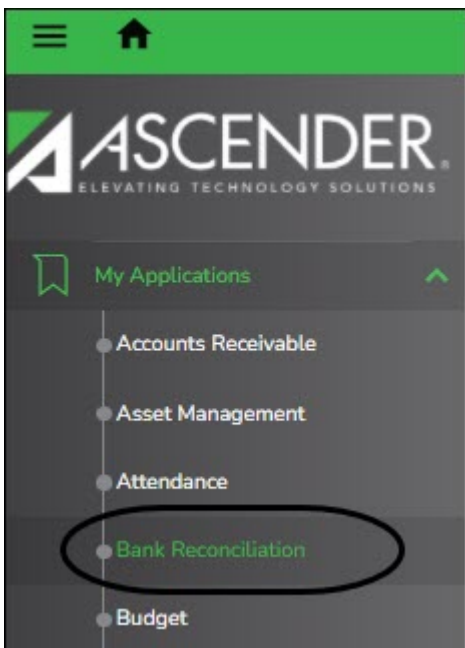 ASCENDER®
ELEVATING TECHNOLOGY SOLUTIONS
My Applications
Accounts Receivable
Asset Management
Attendance
Bank Reconciliation
Budget